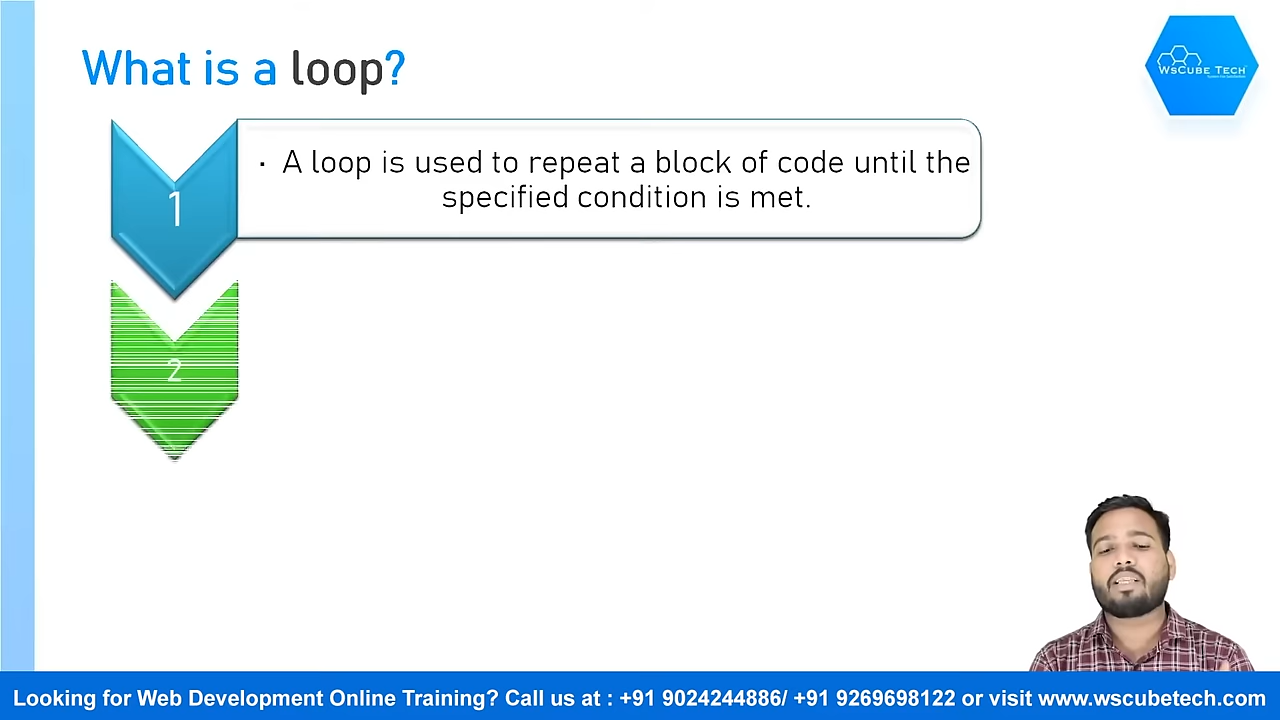 What is a loop?
WsCube Tech
1
· A loop is used to repeat a block of code until the
specified condition is met.
2
Looking for Web Development Online Training? Call us at : +91 9024244886/ +91 9269698122 or visit www.wscubetech.com